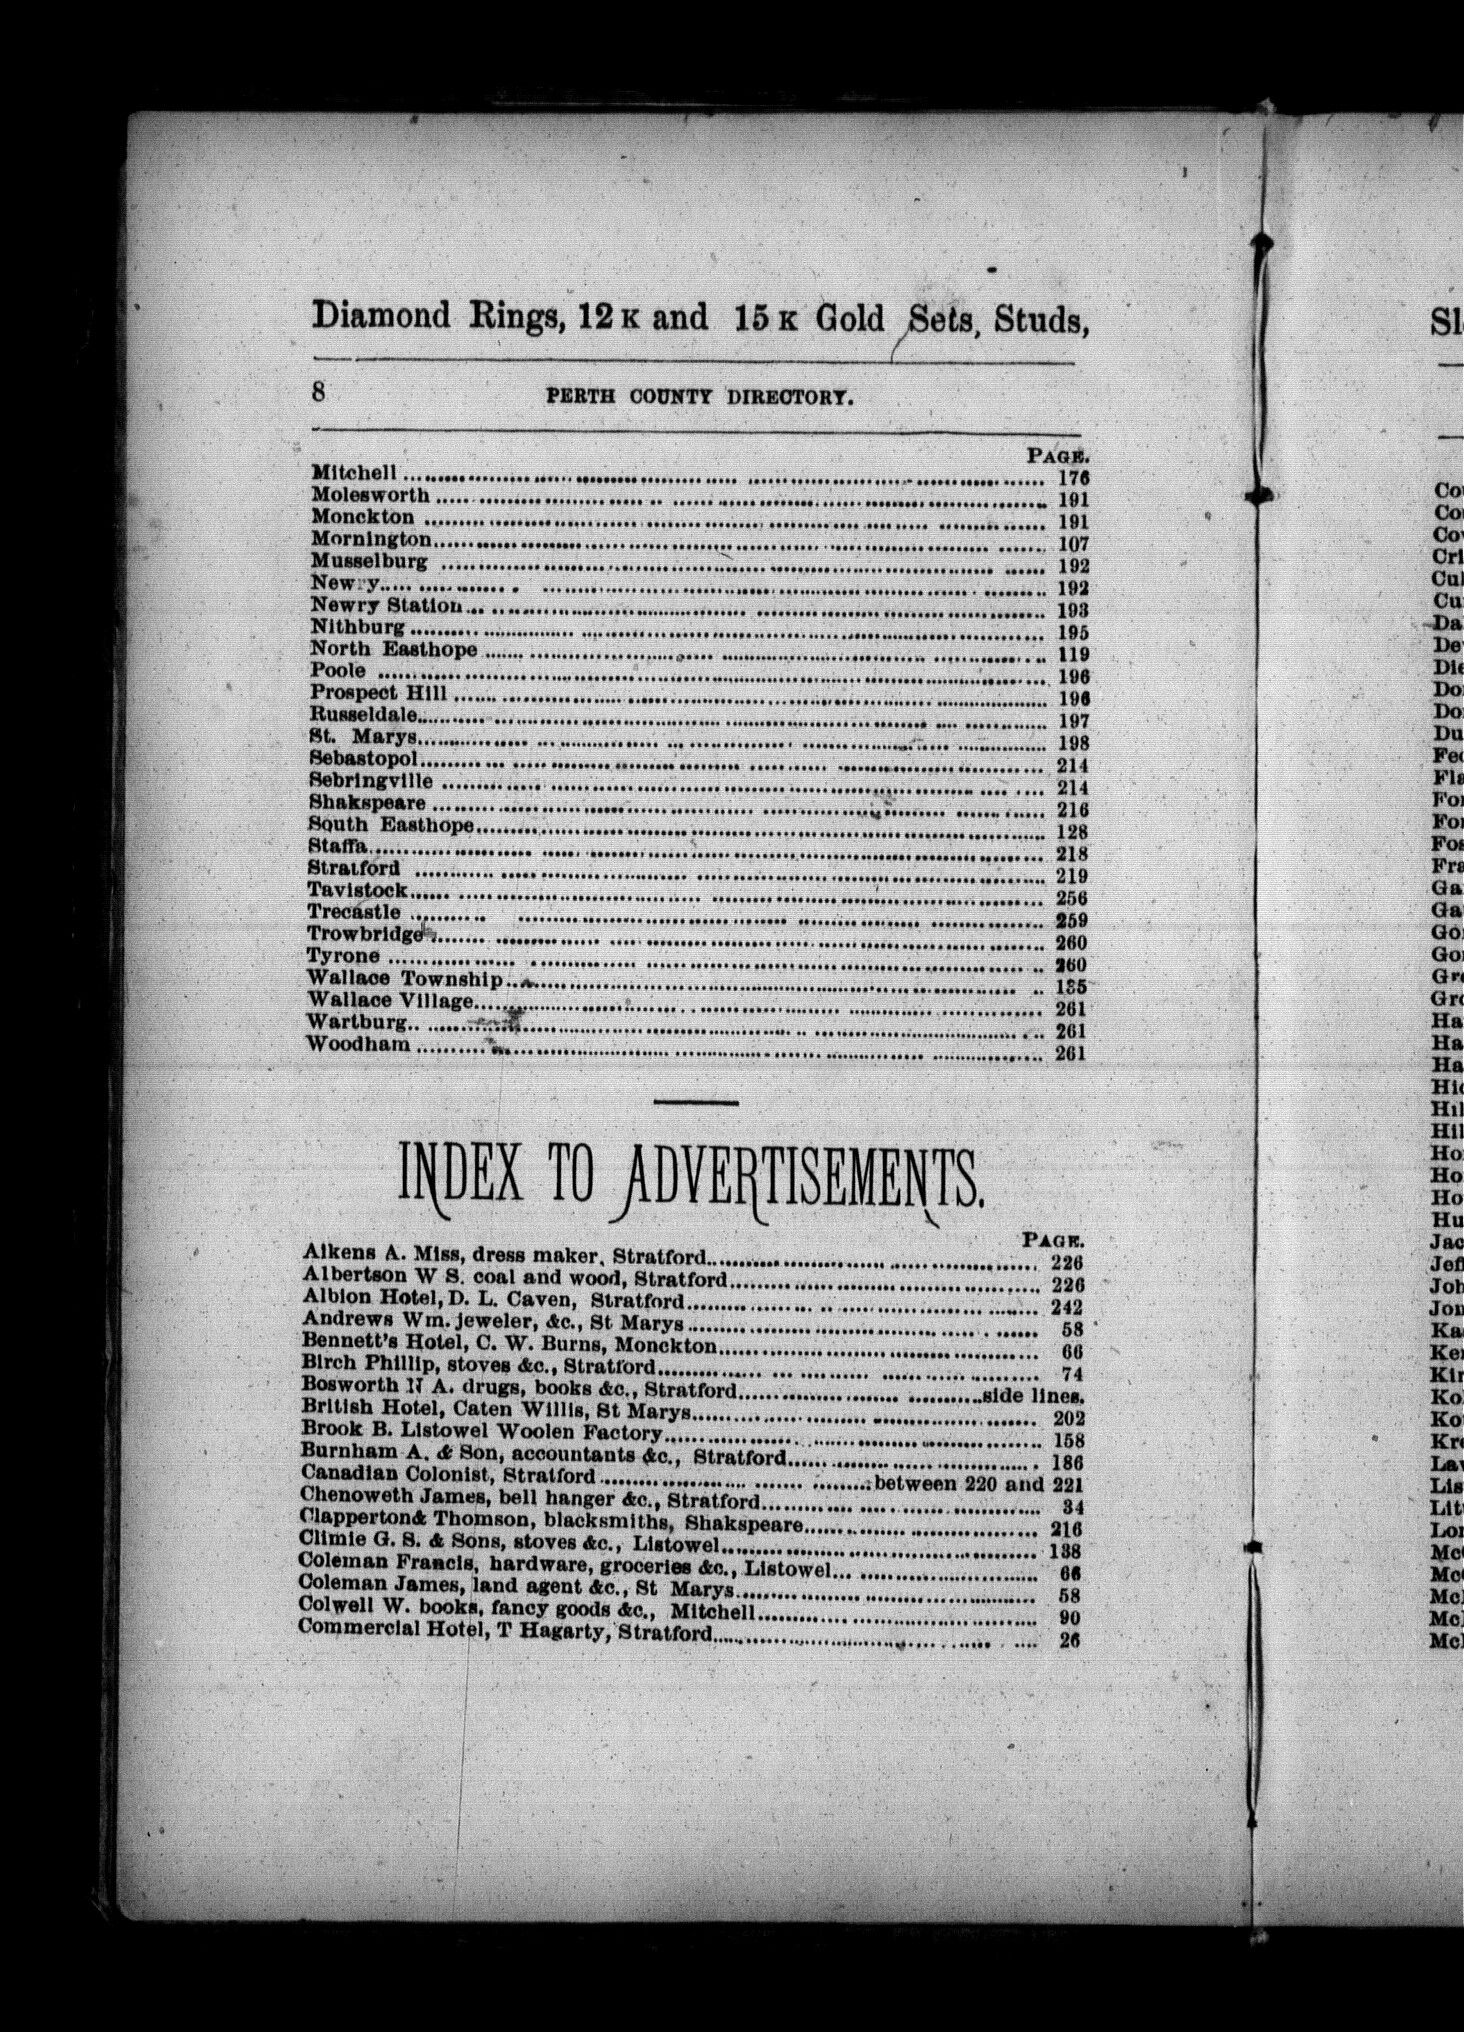 Diamond Rings, 12 K and 15 K Gold Sets, Studs,
8 PERTH COUNTY DIRECTORY.
PAGE.
Mitchell 176
Molesworth 191
Monckton 191
Mornington 107
Musselburg 192
Newry 192
Newry Station 193
Nithburg 195
North Easthope 119
Poole 196
Prospect Hill 196
Russeldale 197
St. Marys 198
Sebastopol 214
Sebringville 214
Shakspeare 216
South Easthope 128
Staffa 218
Stratford 219
Tavistock 256
Trecastle 259
Trowbridge 260
Tyrone 260
Wallace Township 135
Wallace Village 261
Wartburg 261
Woodham 261
INDEX TO ADVERTISEMENTS.
PAGE.
Aikens A. Miss, dress maker, Stratford 226
Albertson W S. coal and wood, Stratford 226
Albion Hotel, D. L. Caven, Stratford 242
Andrews Wm. jeweler, &c., St Marys 58
Bennett's Hotel, C. W. Burns, Monckton 66
Birch Phillip, stoves &c., Stratford 74
Bosworth N A. drugs, books &c., Stratford side lines.
British Hotel, Caten Willis, St Marys 202
Brook B. Listowel Woolen Factory 158
Burnham A. & Son, accountants &c., Stratford 186
Canadian Colonist, Stratford between 220 and 221
Chenoweth James, bell hanger &c., Stratford 34
Clapperton& Thomson, blacksmiths, Shakspeare 216
Climie G. S. & Sons, stoves &c., Listowel 138
Coleman Francis, hardware, groceries &c., Listowel 66
Coleman James, land agent &c., St Marys 58
Colwell W. books, fancy goods &c., Mitchell 90
Commercial Hotel, T Hagarty, Stratford 26